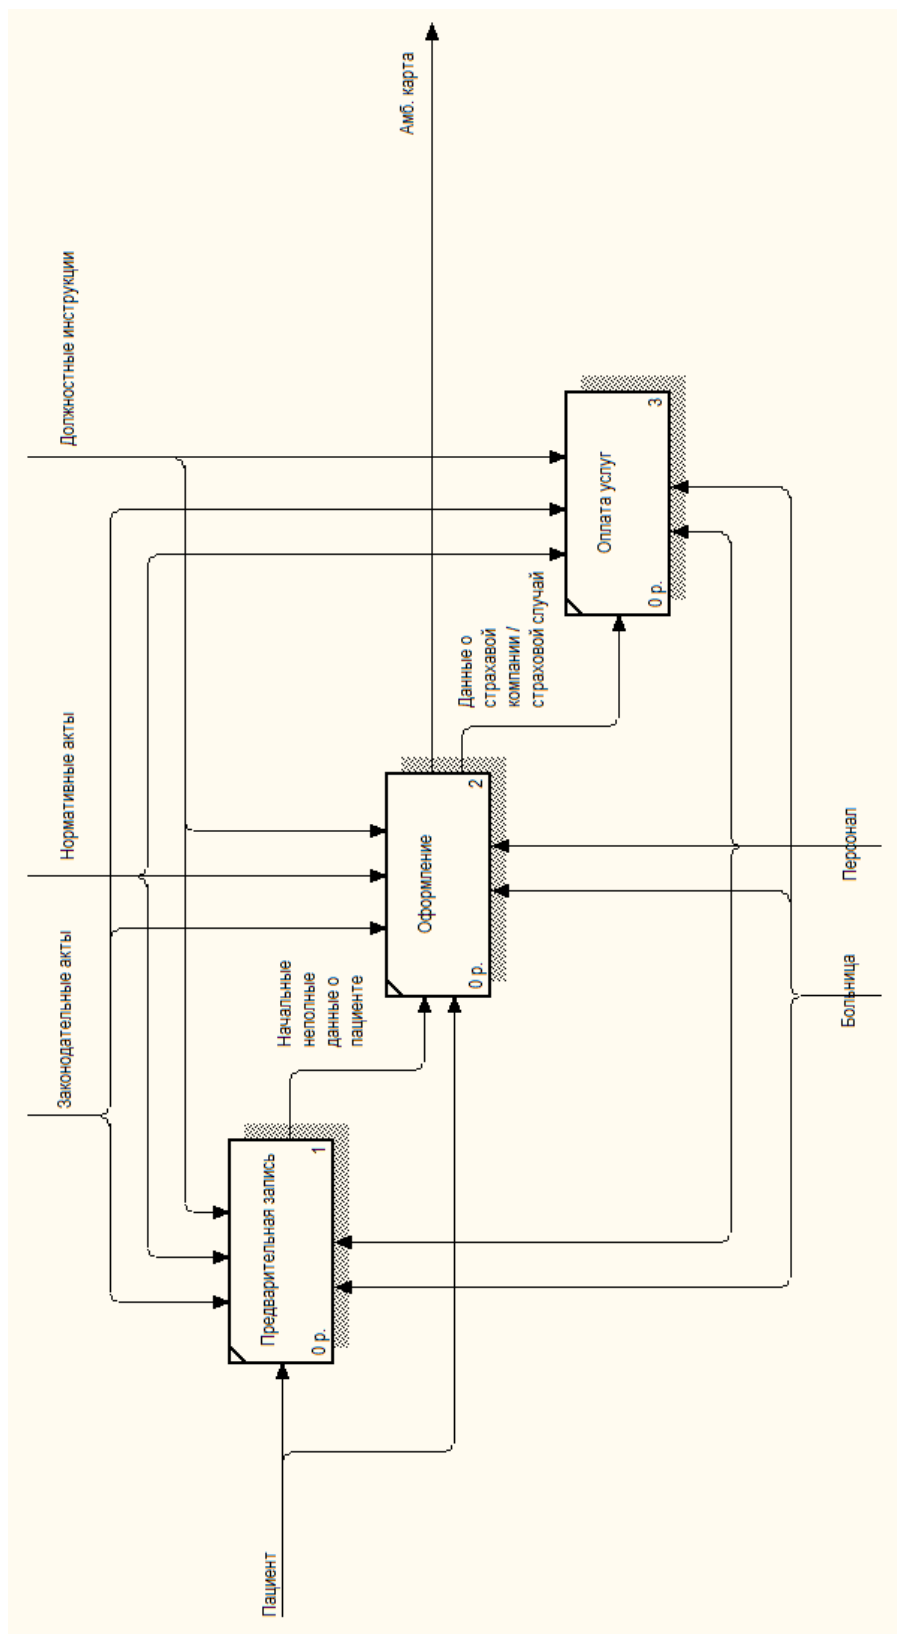 Законодательные акты
Нормативные акты
Должностные инструкции
Пациент
Предварительная запись
0 р.
1
Начальные
неполные
данные о
пациенте
Оформление
0 р.
2
Амб. карта
Данные о
страхавой
компании /
страховой случай
Оплата услуг
0 р.
3
Больница
Персонал